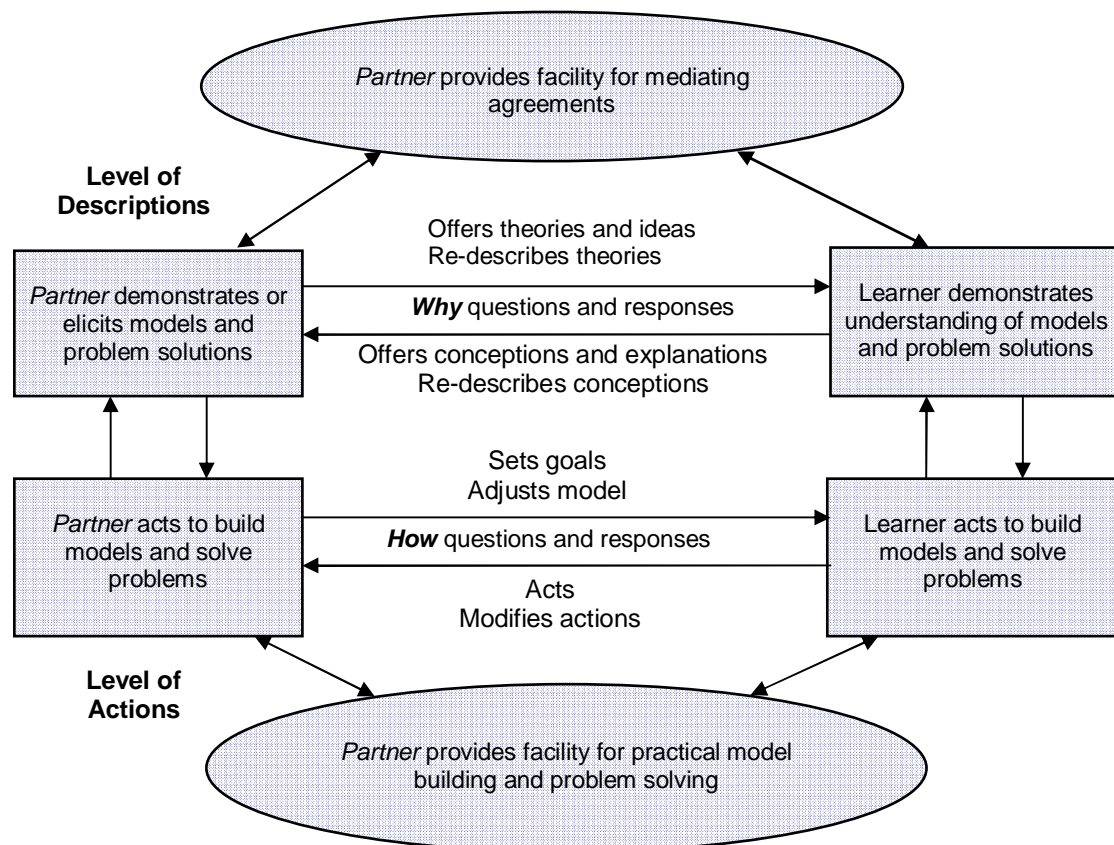 Partner provides facility for mediating
agreements
Level of
Descriptions
Offers theories and ideas
Re-describes theories
Partner demonstrates or
elicits models and
problem solutions
Why questions and responses
Learner demonstrates
understanding of models
and problem solutions
Offers conceptions and explanations
Re-describes conceptions
Sets goals
Adjusts model
Partner acts to build
models and solve
problems
How questions and responses
Learner acts to build
models and solve
problems
Acts
Modifies actions
Level of
Actions
Partner provides facility for practical model
building and problem solving